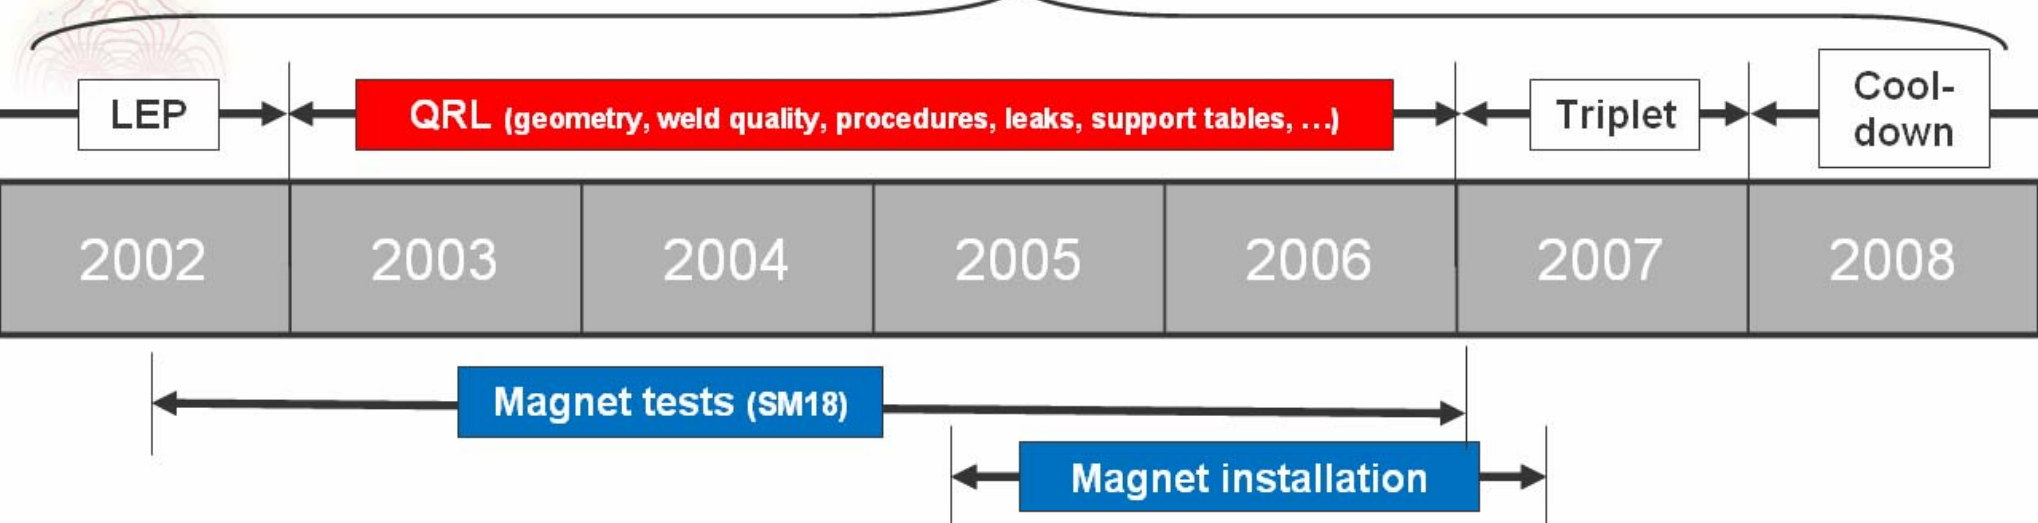 LEP
QRL (geometry, weld quality, procedures, leaks, support tables, ...)
Triplet
Cool-
down
2002 2003 2004 2005 2006 2007 2008
Magnet tests (SM18)
Magnet installation